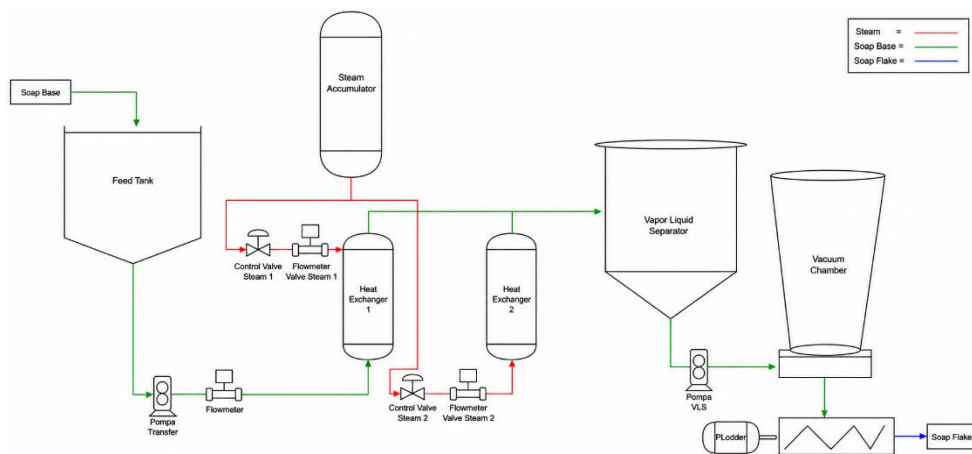 Steam =
Soap Base =
Soap Flake =
Soap Base
Feed Tank
Steam
Accumulator
Control Valve
Steam 1
Flowmeter
Valve Steam 1
Heat
Exchanger
1
Heat
Exchanger
2
Vapor Liquid
Separator
Vacuum
Chamber
Pompa
Transfer
Flowmeter
Control Valve
Steam 2
Flowmeter
Valve Steam 2
Pompa
VLS
PLodder
Soap Flake